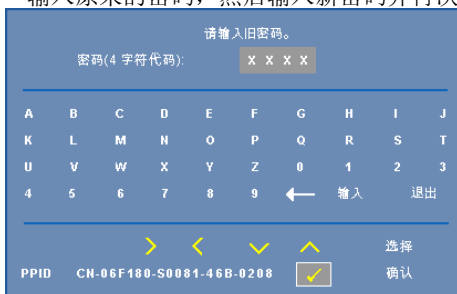 输入原来的密码，然后输入新密码并再次
请输入旧密码。
密码(4 字符代码): X X X X
A B C D E F G H I J
K L M N O P Q R S T
U V W X Y Z 0 1 2 3
4 5 6 7 8 9 输入 退出
选择
PPID CN-06F180-S0081-46B-0208 确认